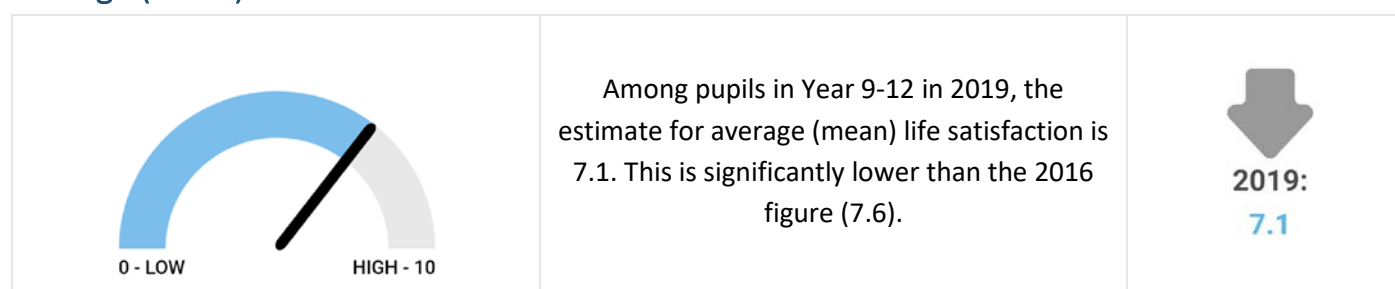 0 - LOW
HIGH - 10
Among pupils in Year 9-12 in 2019, the
estimate for average (mean) life satisfaction is
7.1. This is significantly lower than the 2016
figure (7.6).
2019:
7.1